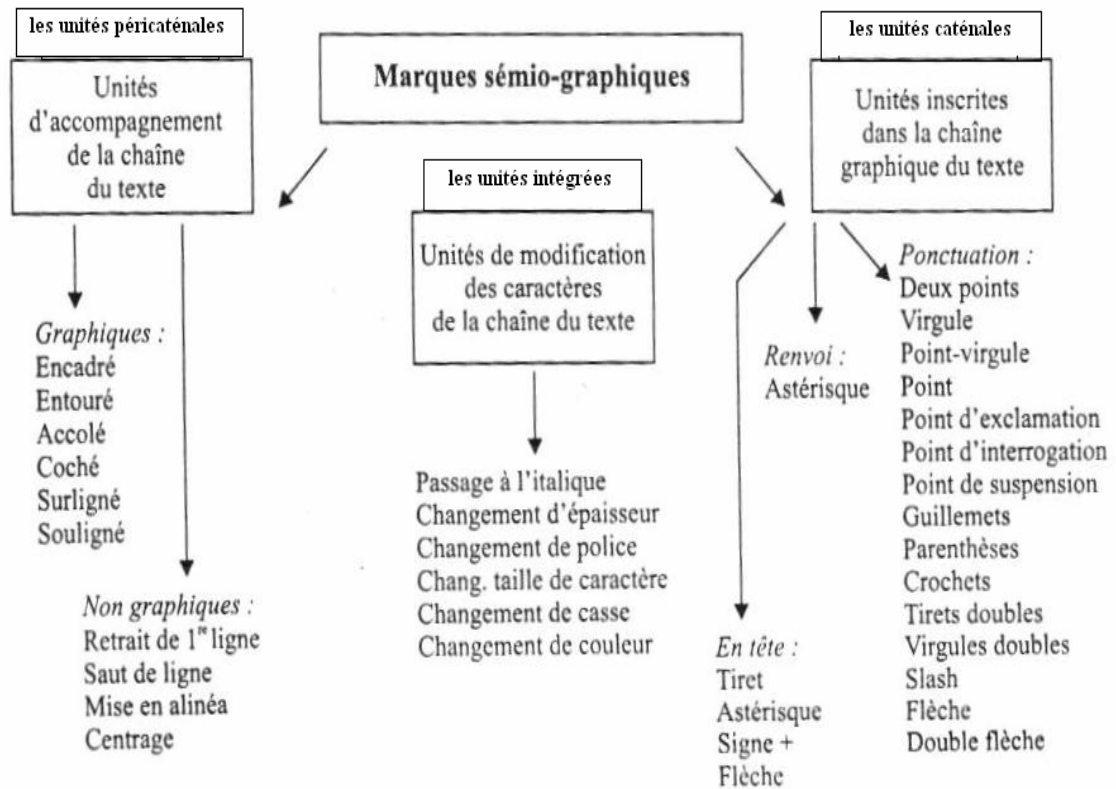 les unités péricaténales
Unités
d'accompagnement
de la chaîne
du texte
Marques sémio-graphiques
les unités caténales
Unités inscrites
dans la chaîne
graphique du texte
les unités intégrées
Unités de modification
des caractères
de la chaîne du texte
Graphiques :
Encadré
Entouré
Accolé
Coché
Surligné
Souligné
Non graphiques :
Retrait de 1re ligne
Saut de ligne
Mise en alinéa
Centrage
Passage à l'italique
Changement d'épaisseur
Changement de police
Chang. taille de caractère
Changement de casse
Changement de couleur
En tête :
Tiret
Astérisque
Signe +
Flèche
Renvoi :
Astérisque
Ponctuation :
Deux points
Virgule
Point-virgule
Point
Point d'exclamation
Point d'interrogation
Point de suspension
Guillemets
Parenthèses
Crochets
Tirets doubles
Virgules doubles
Slash
Flèche
Double flèche